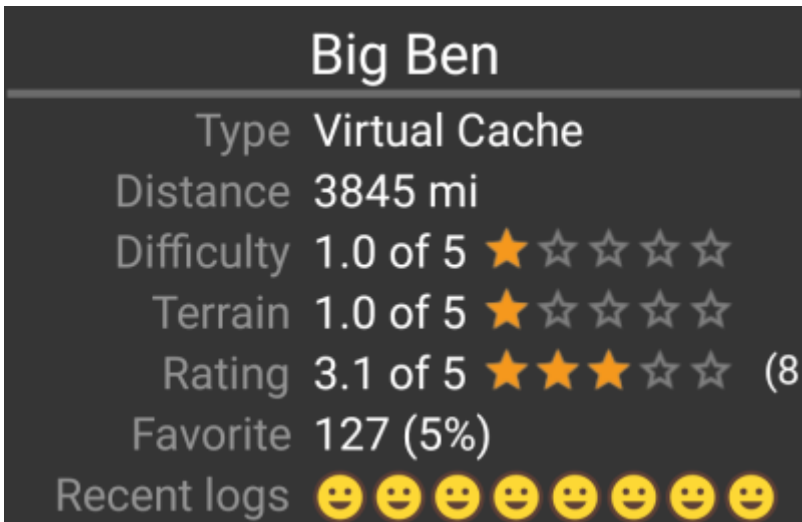 Big Ben
Type Virtual Cache
Distance 3845 mi
Difficulty 1.0 of 5
Terrain 1.0 of 5
Rating 3.1 of 5 (8
Favorite 127 (5%)
Recent logs